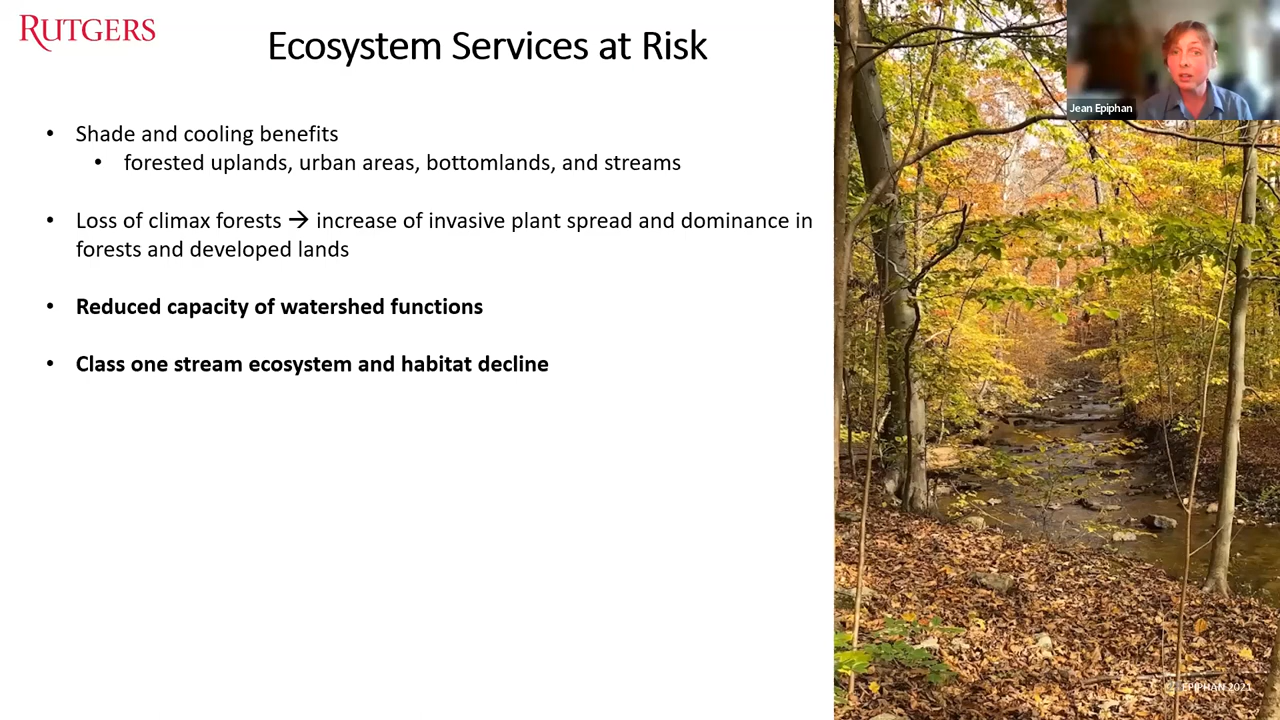 RUTGERS
Ecosystem Services at Risk
Jean Epiphan
• Shade and cooling benefits
• forested uplands, urban areas, bottomlands, and streams
• Loss of climax forests → increase of invasive plant spread and dominance in
forests and developed lands
• Reduced capacity of watershed functions
• Class one stream ecosystem and habitat decline
EPIPHAN 2021